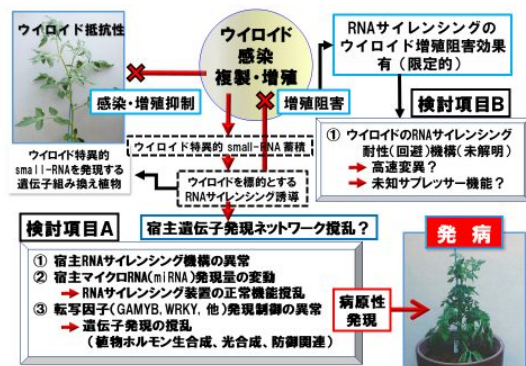 ウイロイド抵抗性
ウイロイド
感染
複製・増殖
RNAサイレンシングの
ウイロイド増殖阻害効果
有(限定的)
感染・増殖抑制
増殖阻害
検討項目B
ウイロイド特異的
small-RNAを発現する
遺伝子組み換え植物
ウイロイド特異的 small-RNA蓄積
ウイロイドを標的とする
RNAサイレンシング誘導
① ウイロイドのRNAサイレンシング
耐性(回避)機構(未解明)
→ 高速変異?
→ 未知サプレッサー機能?
検討項目A
宿主遺伝子発現ネットワーク撹乱?
① 宿主RNAサイレンシング機構の異常
② 宿主マイクロRNA(miRNA)発現量の変動
→ RNAサイレンシング装置の正常機能撹乱
③ 転写因子(GAMYB、WRKY、他)発現制御の異常
→ 遺伝子発現の撹乱
(植物ホルモン生合成、光合成、防御関連)
病原性
発現
発 病